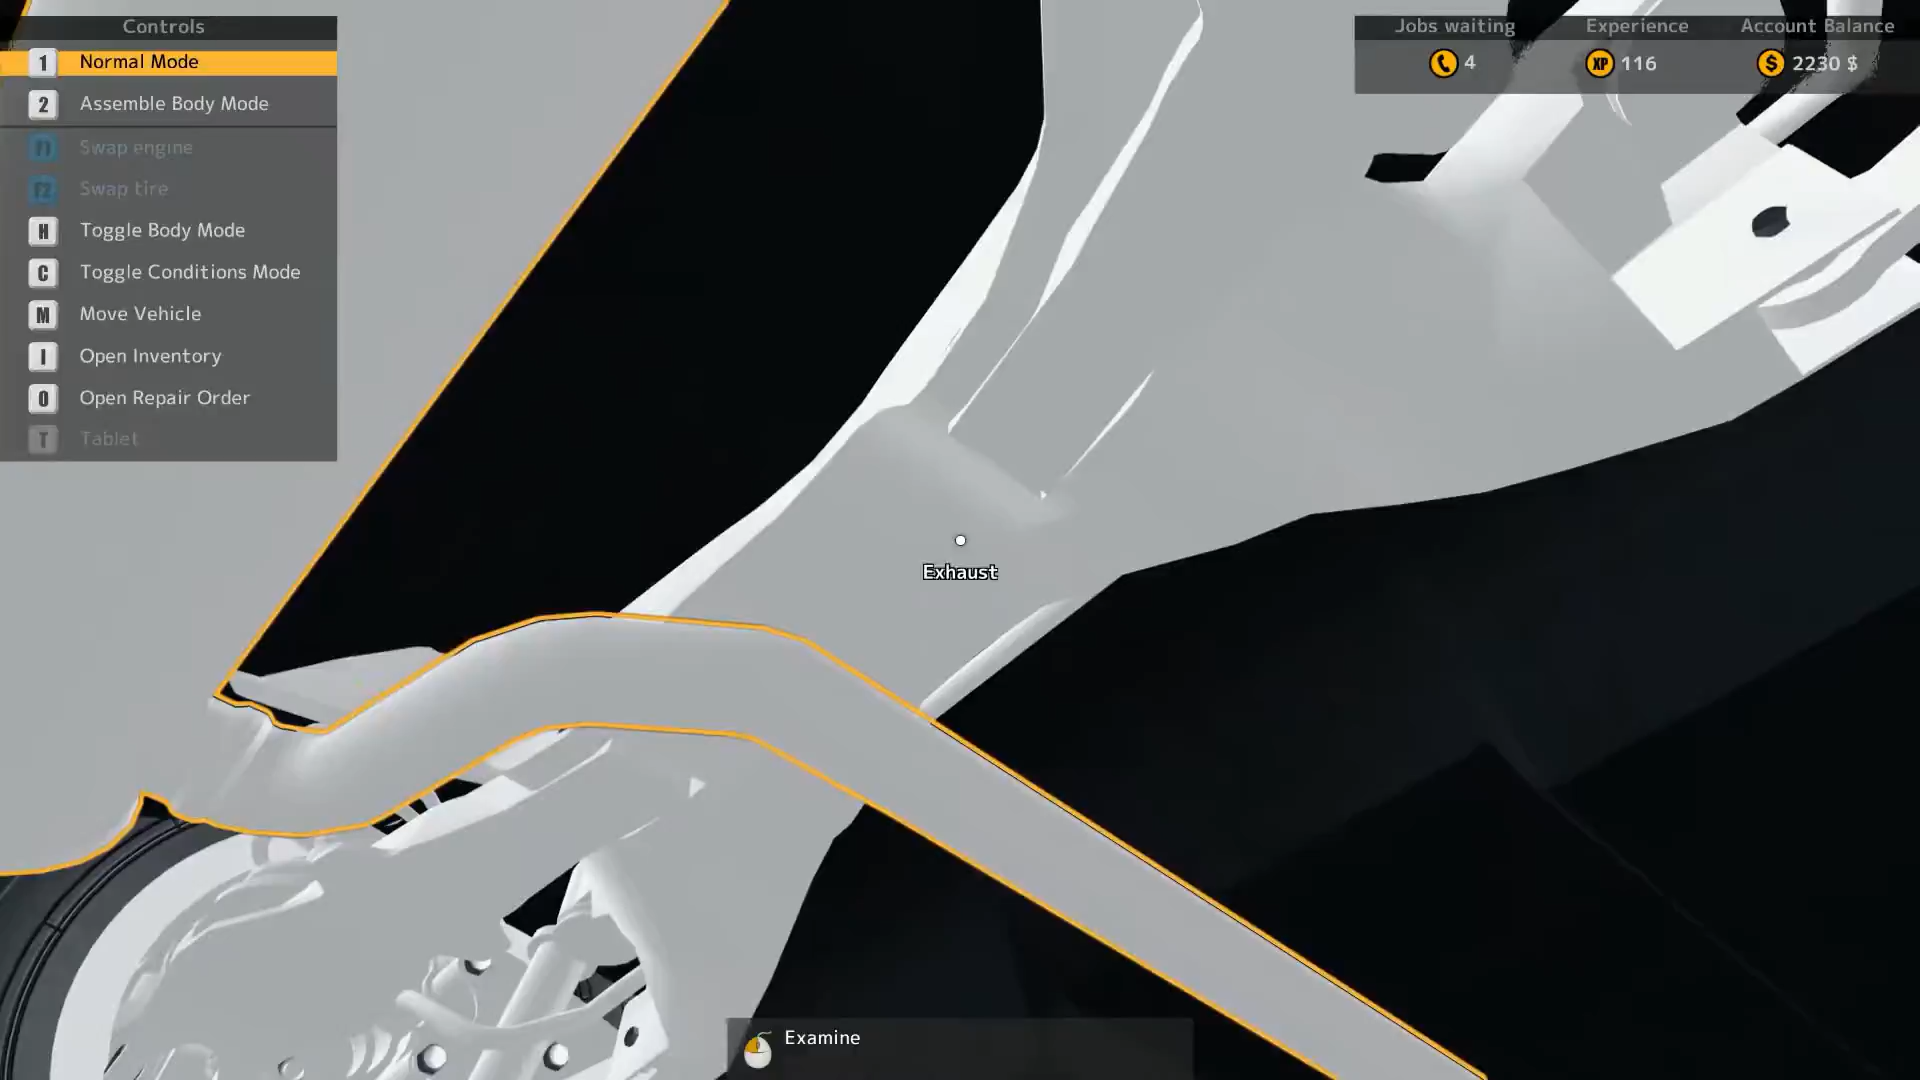 Controls
1 Normal Mode
2 Assemble Body Mode
Swap engine
Swap tire
H Toggle Body Mode
C Toggle Conditions Mode
M Move Vehicle
I Open Inventory
O Open Repair Order
T Tablet
Jobs waiting Experience Account Balance
4 XP 116 $ 2230 $
Exhaust
Examine